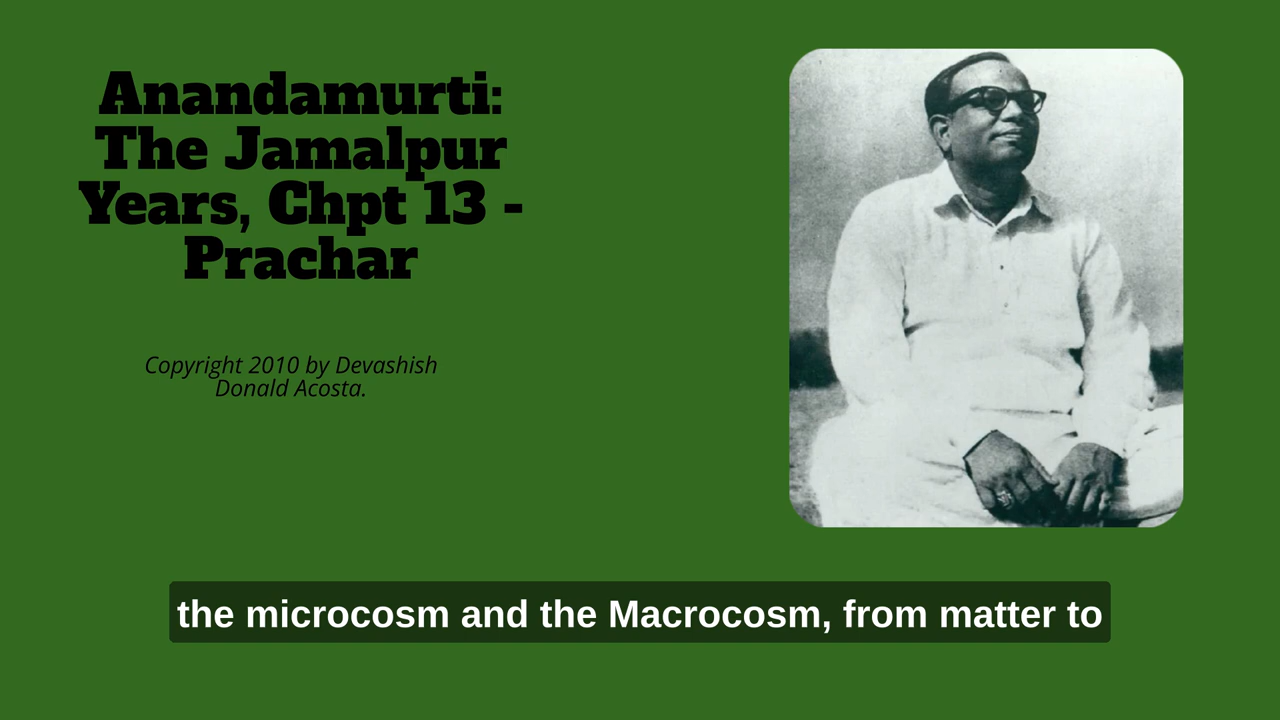 Anandamurti:
The Jamalpur
Years, Chpt 13 -
Prachar
Copyright 2010 by Devashish
Donald Acosta.
the microcosm and the Macrocosm, from matter to